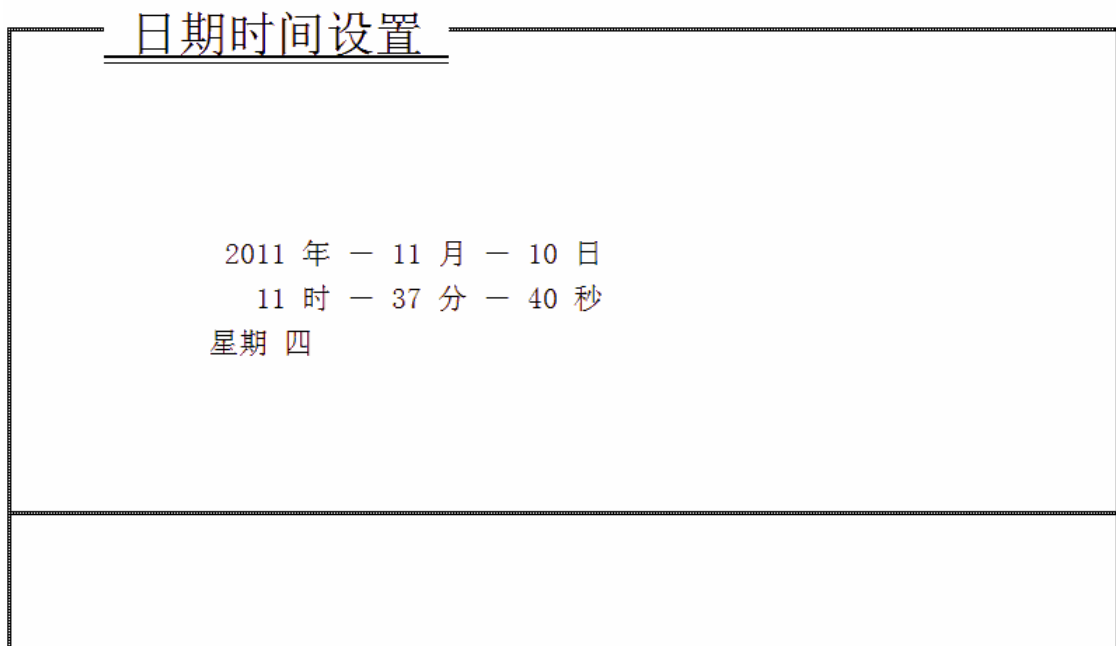 日期时间设置
2011 年 － 11 月 － 10 日
11 时 － 37 分 － 40 秒
星期 四